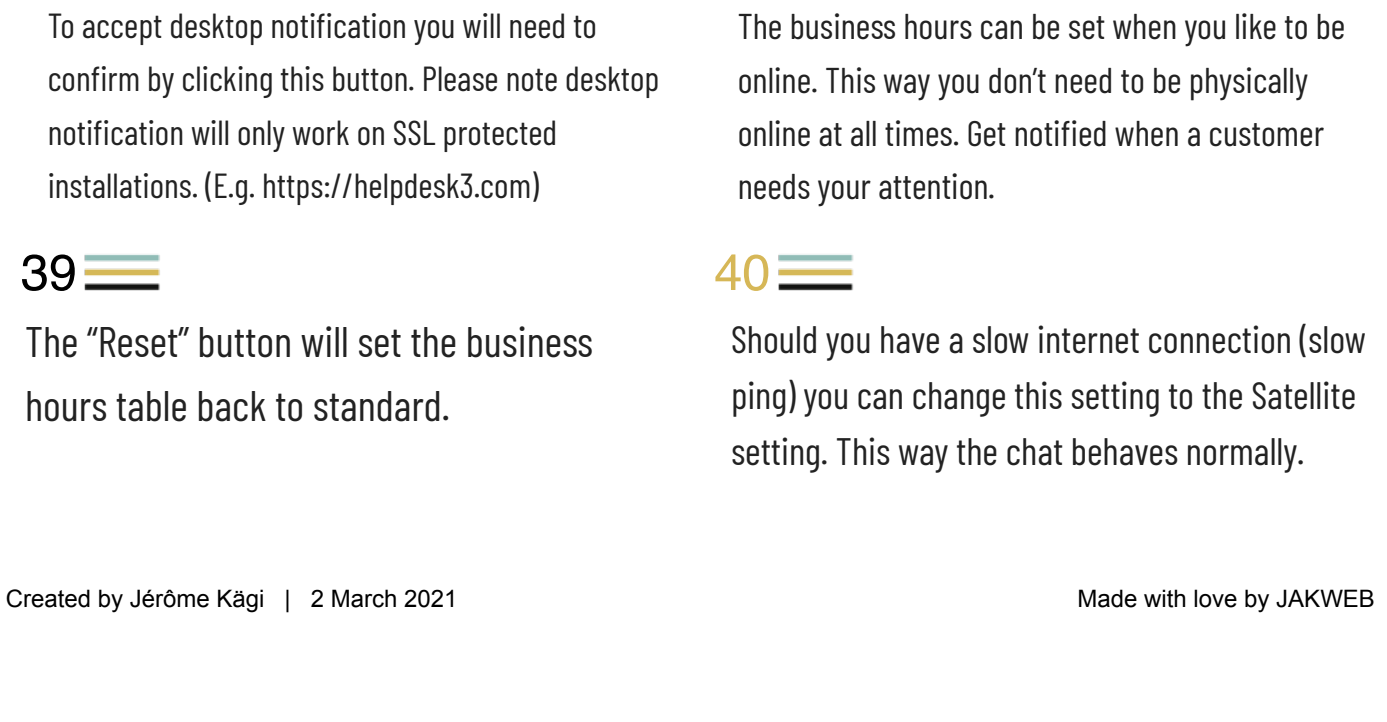 To accept desktop notification you will need to
confirm by clicking this button. Please note desktop
notification will only work on SSL protected
installations. (E.g. https://helpdesk3.com)
The business hours can be set when you like to be
online. This way you don’t need to be physically
online at all times. Get notified when a customer
needs your attention.
39
The “Reset” button will set the business
hours table back to standard.
40
Should you have a slow internet connection (slow
ping) you can change this setting to the Satellite
setting. This way the chat behaves normally.
Created by Jérôme Kägi | 2 March 2021
Made with love by JAKWEB